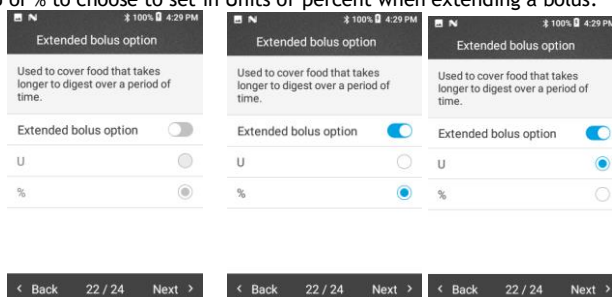 or % to choose to set in Units or percent when extending a bolus.
100% 4:29 PM
Extended bolus option
Used to cover food that takes
longer to digest over a period of
time.
Extended bolus option
U
%
< Back 22 / 24 Next >
100% 4:29 PM
Extended bolus option
Used to cover food that takes
longer to digest over a period of
time.
Extended bolus option
U
%
< Back 22 / 24 Next >
100% 4:29 PM
Extended bolus option
Used to cover food that takes
longer to digest over a period of
time.
Extended bolus option
U
%
< Back 22 / 24 Next >